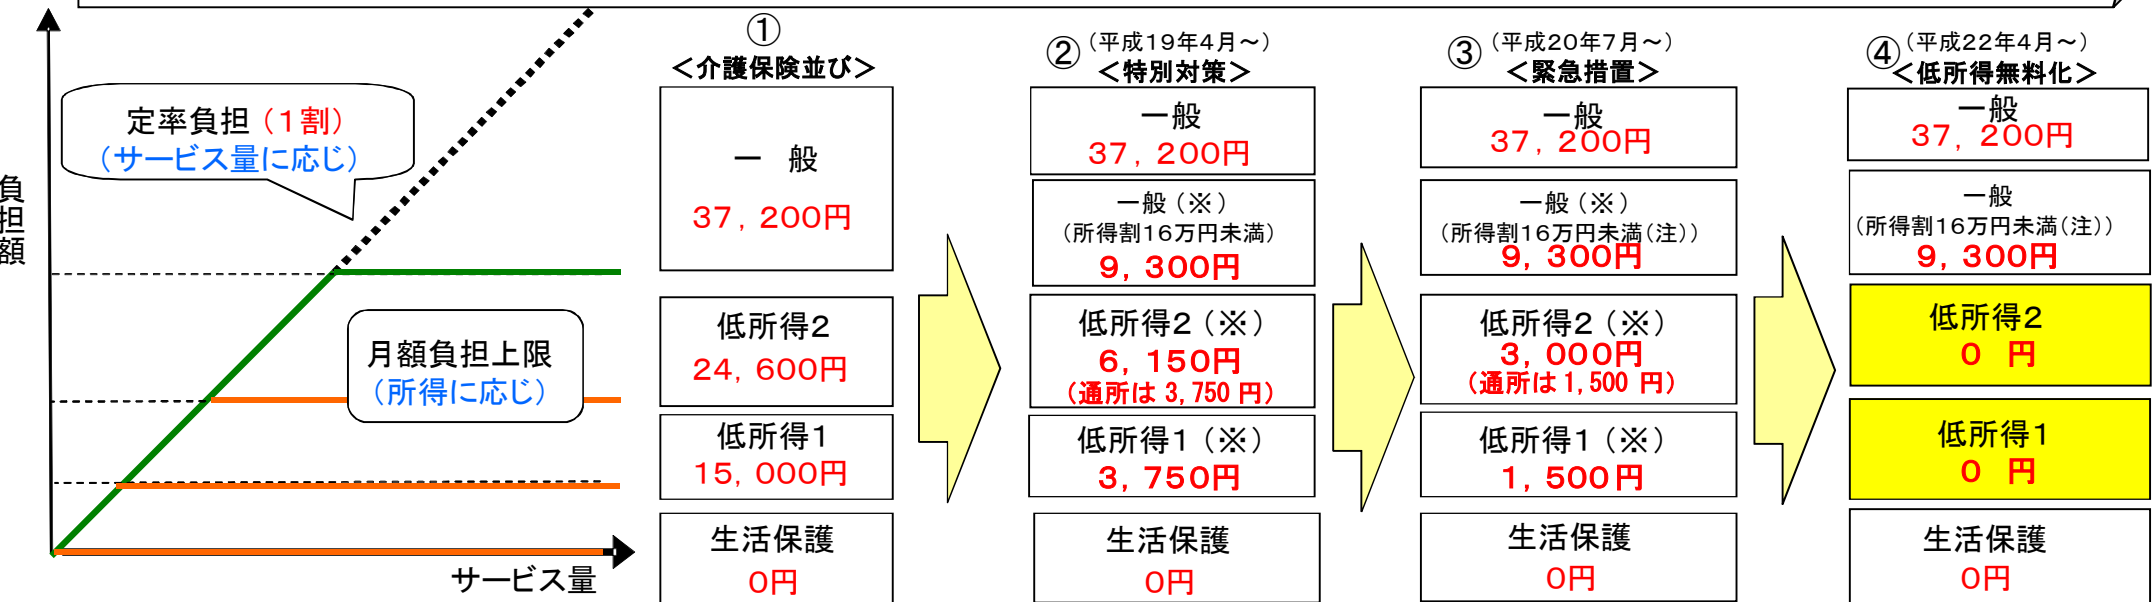 負担額
定率負担（１割）
（サービス量に応じ）
月額負担上限
（所得に応じ）
サービス量
①
＜介護保険並び＞
一　般
３７，２００円
低所得２
２４，６００円
低所得１
１５，０００円
生活保護
０円
②（平成１９年４月～）
＜特別対策＞
一般
３７，２００円
一般（※）
（所得割１６万円未満）
９，３００円
低所得２（※）
６，１５０円
（通所は 3,750 円）
低所得１（※）
３，７５０円
生活保護
０円
③（平成２０年７月～）
＜緊急措置＞
一般
３７，２００円
一般（※）
（所得割１６万円未満（注））
９，３００円
低所得２（※）
３，０００円
（通所は 1,500 円）
低所得１（※）
１，５００円
生活保護
０円
④（平成２２年４月～）
＜低所得無料化＞
一般
３７，２００円
一般
（所得割１６万円未満（注））
９，３００円
低所得２
０　円
低所得１
０　円
生活保護
０円